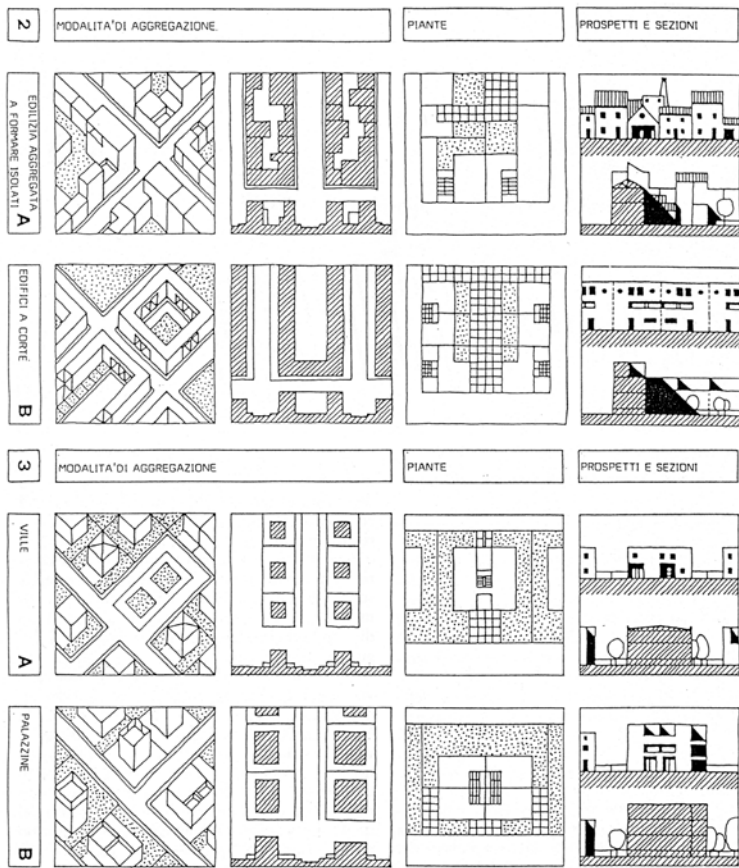 2
MODALITA'DI AGGREGAZIONE.
PIANTE
PROSPETTI E SEZIONI
EDILIZIA AGGREGATA
A FORMARE ISOLATI
A
EDIFICI A CORTE
B
3
MODALITA'DI AGGREGAZIONE
PIANTE
PROSPETTI E SEZIONI
VILLE
A
PALAZZINE
B